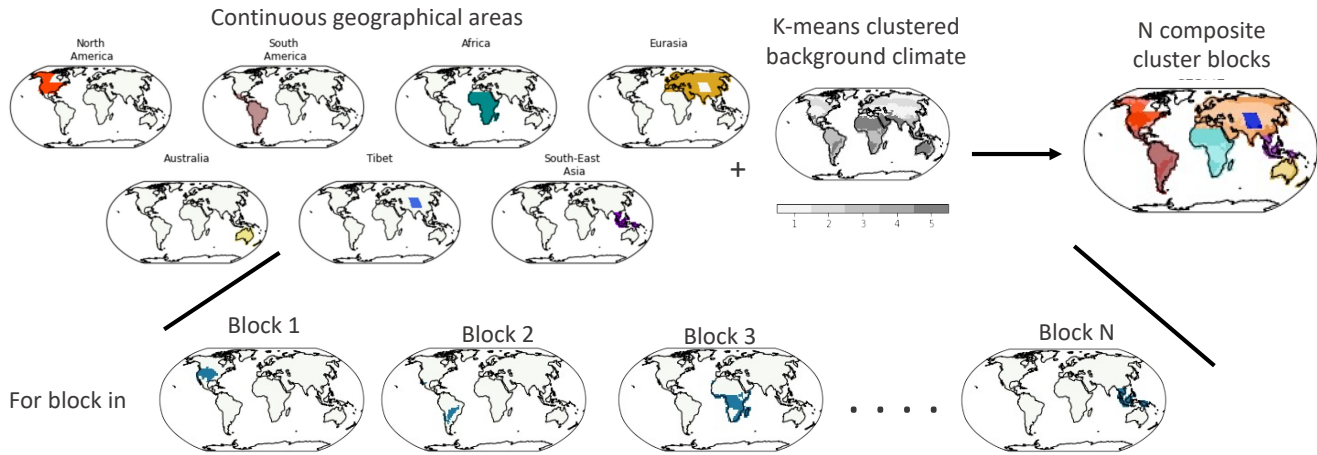 Continuous geographical areas
K-means clustered
background climate
N composite
cluster blocks
North
America
South
America
Africa
Eurasia
Australia
Tibet
South-East
Asia
+
1 2 3 4 5
Block 1
Block 2
Block 3
Block N
For block in
. . . .